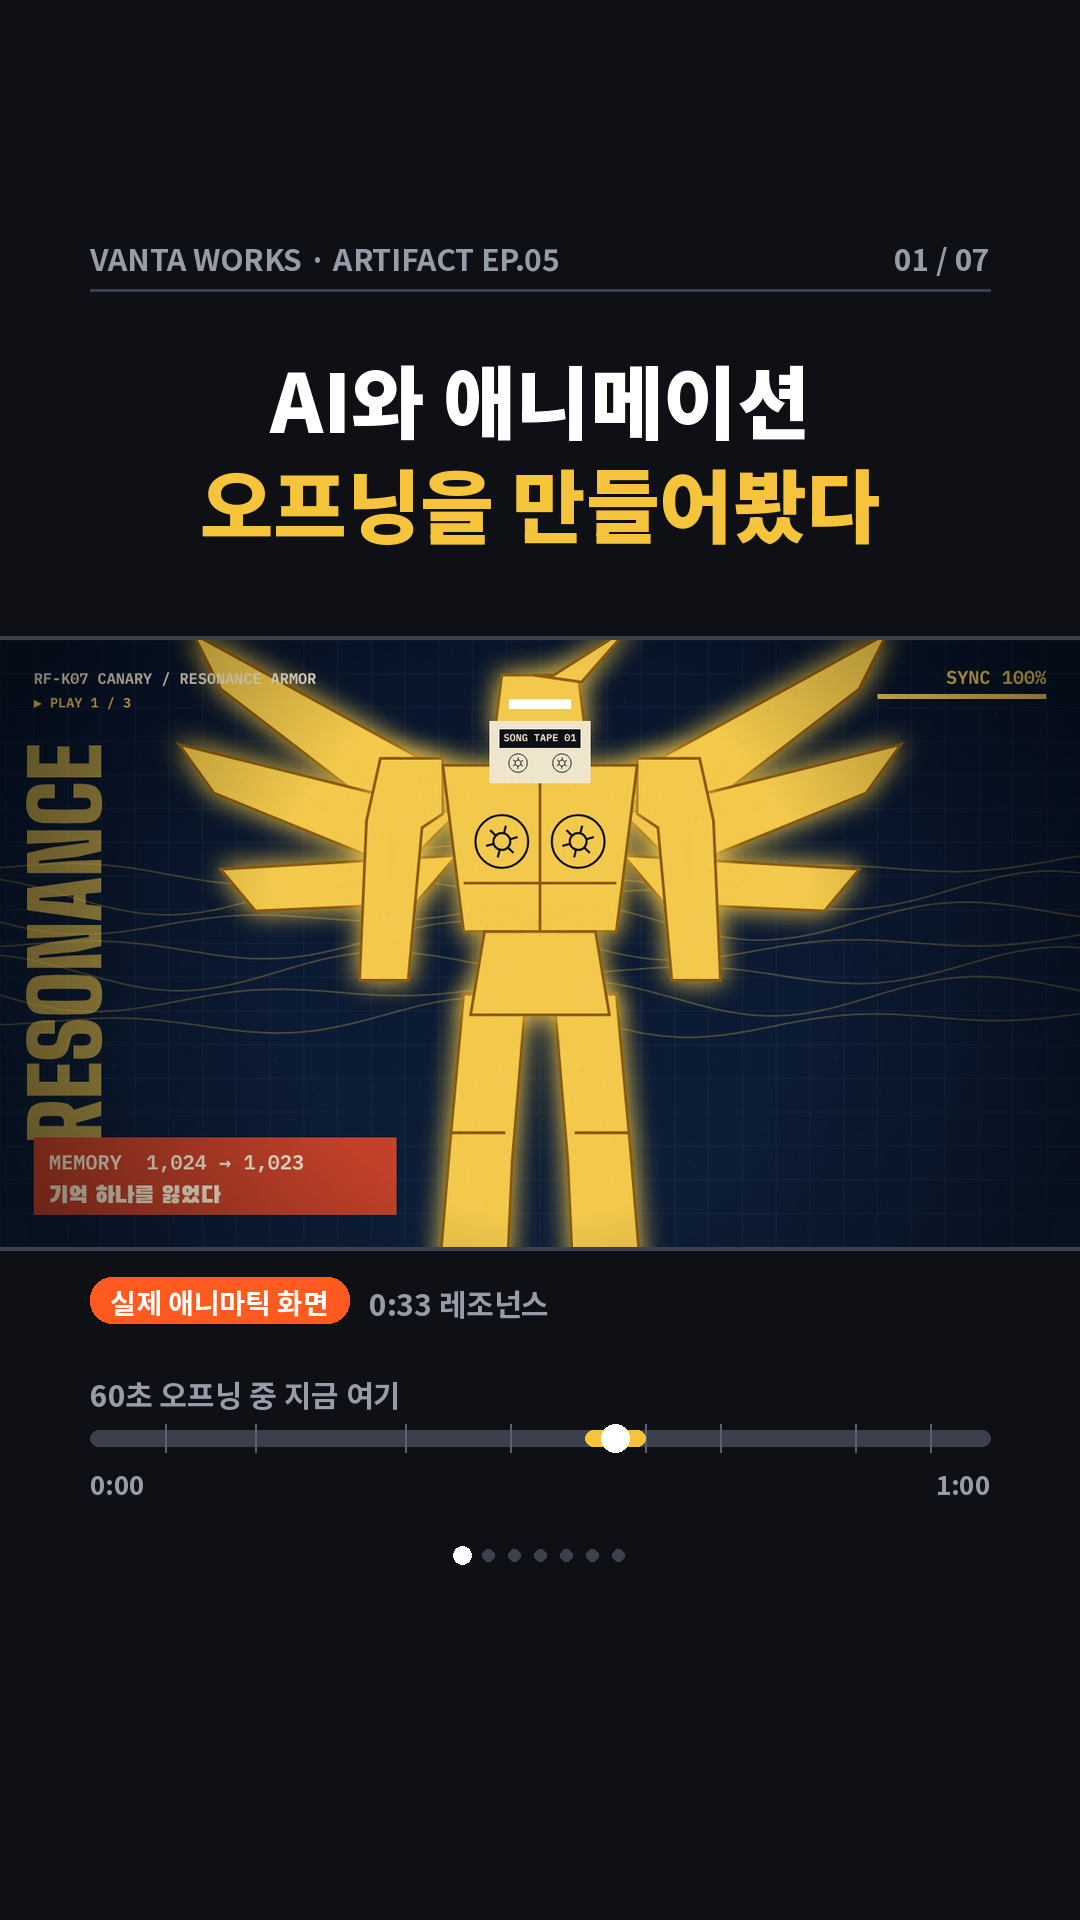 VANTA WORKS · ARTIFACT EP.05
01 / 07
AI와 애니메이션
오프닝을 만들어봤다
RF-K07 CANARY / RESONANCE ARMOR
▶ PLAY 1 / 3
SYNC 100%
SONG TAPE 01
RESONANCE
MEMORY 1,024 → 1,023
기억 하나를 잃었다
실제 애니마틱 화면
0:33 레조넌스
60초 오프닝 중 지금 여기
0:00
1:00